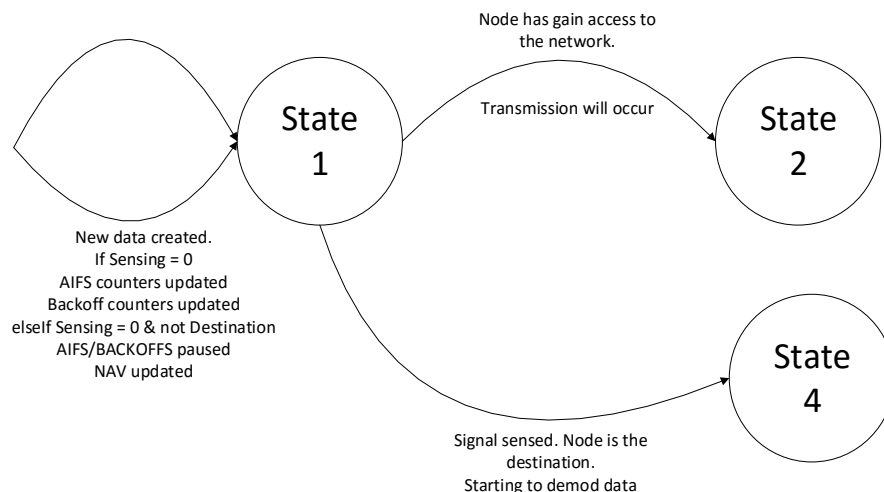 Node has gain access to
the network.
State
1
Transmission will occur
State
2
New data created.
If Sensing = 0
AIFS counters updated
Backoff counters updated
elseIf Sensing = 0 & not Destination
AIFS/BACKOFFS paused
NAV updated
State
4
Signal sensed. Node is the
destination.
Starting to demod data